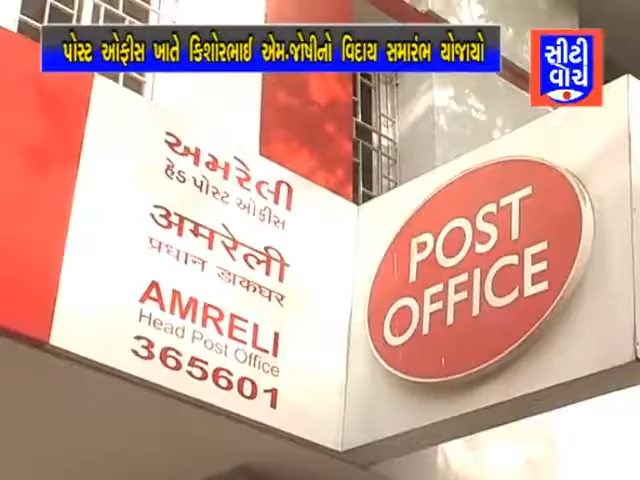 પોસ્ટ ઓફીસ ખાતે કિશોરભાઈ એમ.જોષીનો વિદાય સમારંભ યોજાયો
સીટી
વોચ
અમરેલી
હેડ પોસ્ટ ઓફીસ
अमरेली
प्रधान डाकघर
AMRELI
Head Post Office
365601
POST
OFFICE